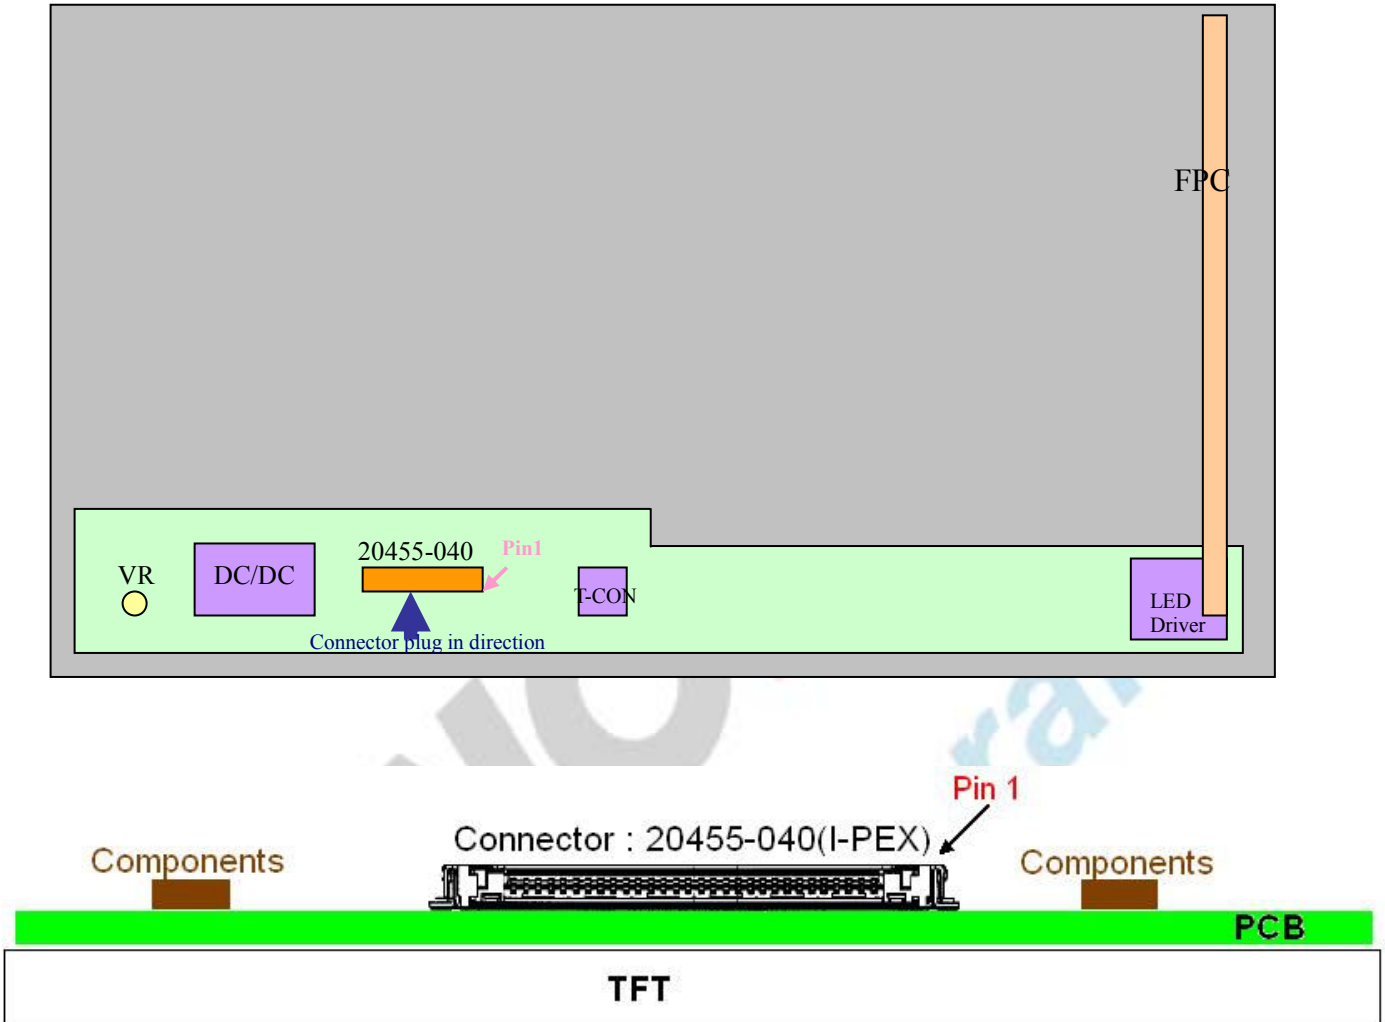 FPC
20455-040
Pin1
VR
DC/DC
T-CON
LED
Driver
Connector plug in direction
Pin 1
Connector : 20455-040(I-PEX)
Components
Components
PCB
TFT